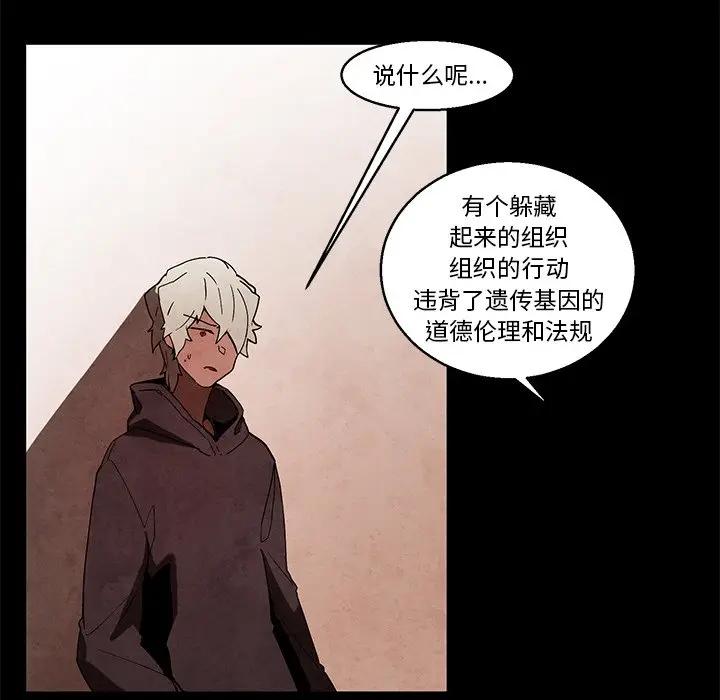 说什么呢...
有个躲藏
起来的组织
组织的行动
违背了遗传基因的
道德伦理和法规